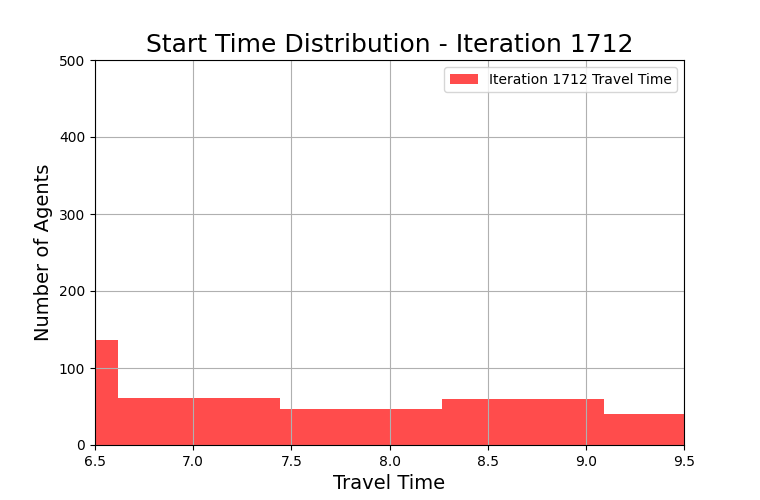 Start Time Distribution - Iteration 1712
Iteration 1712 Travel Time
Number of Agents
500
400
300
200
100
0
6.5 7.0 7.5 8.0 8.5 9.0 9.5
Travel Time